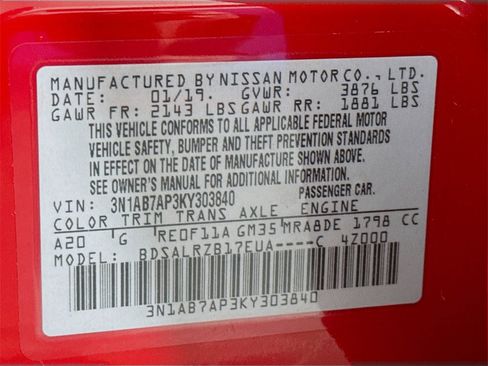 MANUFACTURED BY NISSAN MOTOR CO., LTD.
DATE: 01/19. GVWR: 3876 LBS
GAWR FR: 2143 LBS GAWR RR: 1881 LBS
THIS VEHICLE CONFORMS TO ALL APPLICABLE FEDERAL MOTOR
VEHICLE SAFETY, BUMPER AND THEFT PREVENTION STANDARDS
IN EFFECT ON THE DATE OF MANUFACTURE SHOWN ABOVE.
SEE OWNER'S MANUAL FOR ADDITIONAL INFORMATION.
VIN: 3N1AB7AP3KY303840 PASSENGER CAR.
COLOR TRIM TRANS AXLE ENGINE
A20 G RE0F11A GM35 MRA8DE 1798 CC
MODEL: BDSALRZB17EUA----C 4Z000
3N1AB7AP3KY303840